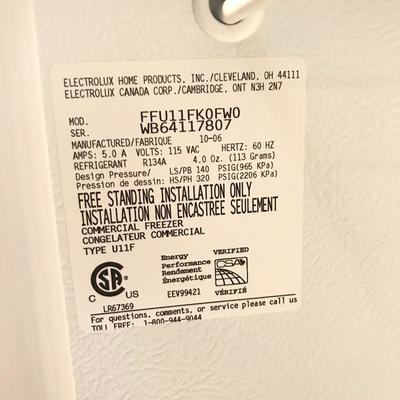 ELECTROLUX HOME PRODUCTS, INC./CLEVELAND, OH 44111
ELECTROLUX CANADA CORP./CAMBRIDGE, ONT N3H 2N7
MOD. FFU11FK0FW0
SER. WB64117807
MANUFACTURED/FABRIQUE 10-06
AMPS: 5.0 A VOLTS: 115 VAC HERTZ: 60 HZ
REFRIGERANT R134A 4.0 Oz. (113 Grams)
Design Pressure/ LS/PB 140 PSIG(965 KPa)
Pression de dessin: HS/PH 320 PSIG(2206 KPa)
FREE STANDING INSTALLATION ONLY
INSTALLATION NON ENCASTREE SEULEMENT
COMMERCIAL FREEZER
CONGELATEUR COMMERCIAL
TYPE U11F
Energy VERIFIED
Performance
Rendement CSA
Énergétique
C CSA US
EEV99421 VÉRIFIÉ
LR67369
For questions, comments, or service please call us
TOLL FREE: 1-800-944-9044